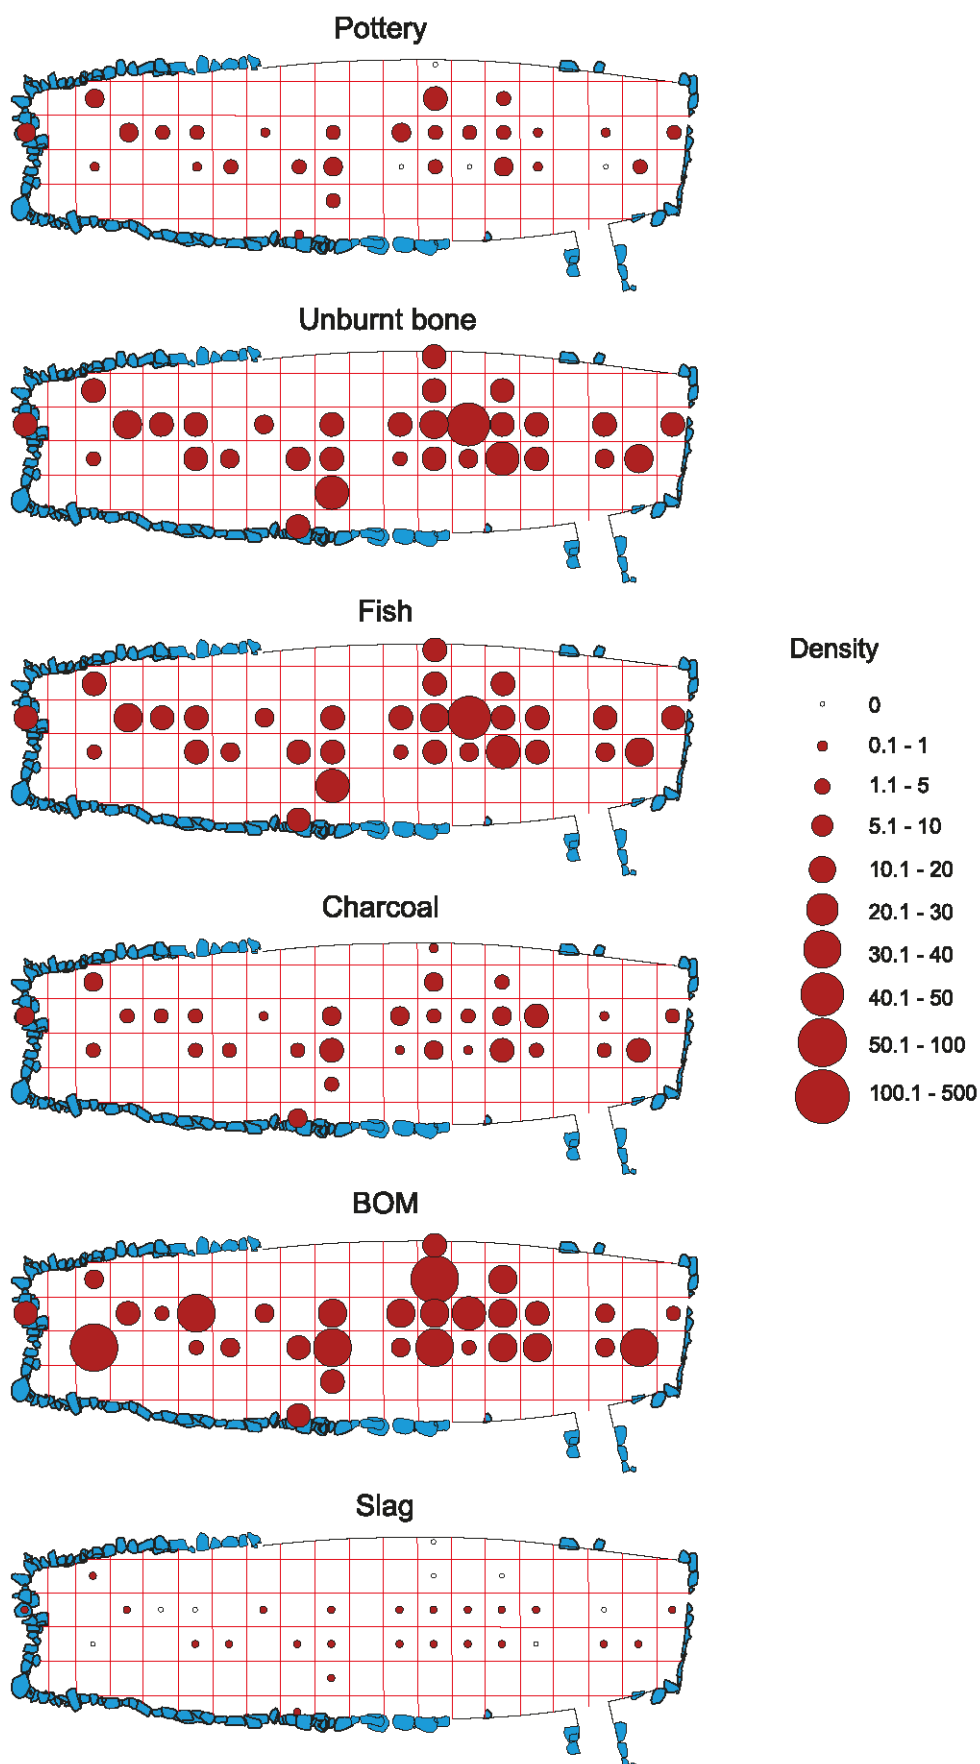 Pottery
Unburnt bone
Fish
Density
0
0.1 - 1
1.1 - 5
5.1 - 10
10.1 - 20
20.1 - 30
30.1 - 40
40.1 - 50
50.1 - 100
100.1 - 500
Charcoal
BOM
Slag